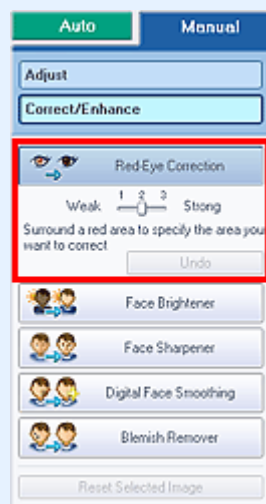 Auto Manual
Adjust
Correct/Enhance
Red-Eye Correction
1 2 3
Weak Strong
Surround a red area to specify the area you
want to correct
Undo
Face Brightener
Face Sharpener
Digital Face Smoothing
Blemish Remover
Reset Selected Image